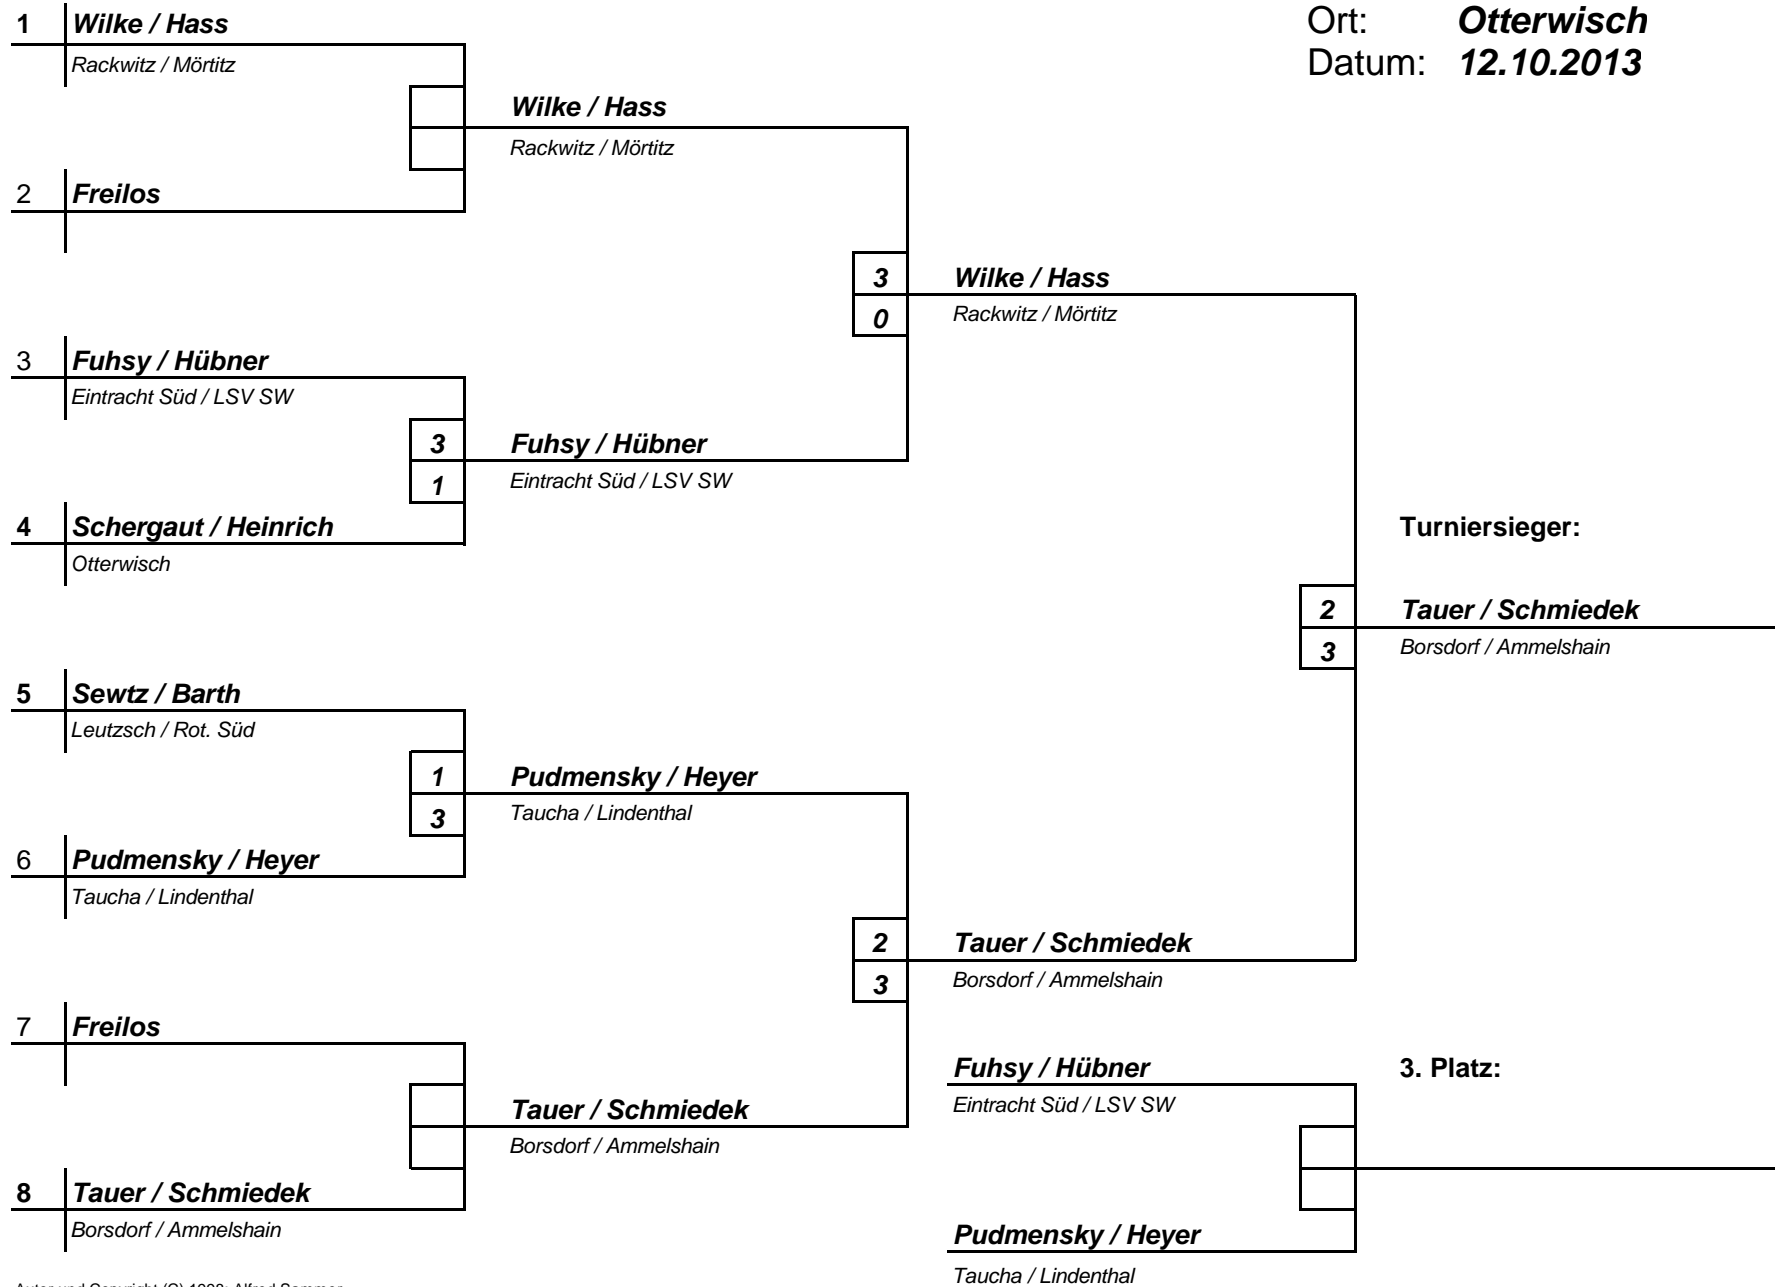 1 Wilke / Hass
Rackwitz / Mörtitz
Ort: Otterwisch
Datum: 12.10.2013
Wilke / Hass
Rackwitz / Mörtitz
2 Freilos
3 Wilke / Hass
0 Rackwitz / Mörtitz
3 Fuhsy / Hübner
Eintracht Süd / LSV SW
3 Fuhsy / Hübner
1 Eintracht Süd / LSV SW
4 Schergaut / Heinrich
Otterwisch
Turniersieger:
2 Tauer / Schmiedek
3 Borsdorf / Ammelshain
5 Sewtz / Barth
Leutzsch / Rot. Süd
1 Pudmensky / Heyer
3 Taucha / Lindenthal
6 Pudmensky / Heyer
Taucha / Lindenthal
2 Tauer / Schmiedek
3 Borsdorf / Ammelshain
7 Freilos
Fuhsy / Hübner
Eintracht Süd / LSV SW
3. Platz:
Tauer / Schmiedek
Borsdorf / Ammelshain
8 Tauer / Schmiedek
Borsdorf / Ammelshain
Pudmensky / Heyer
Taucha / Lindenthal